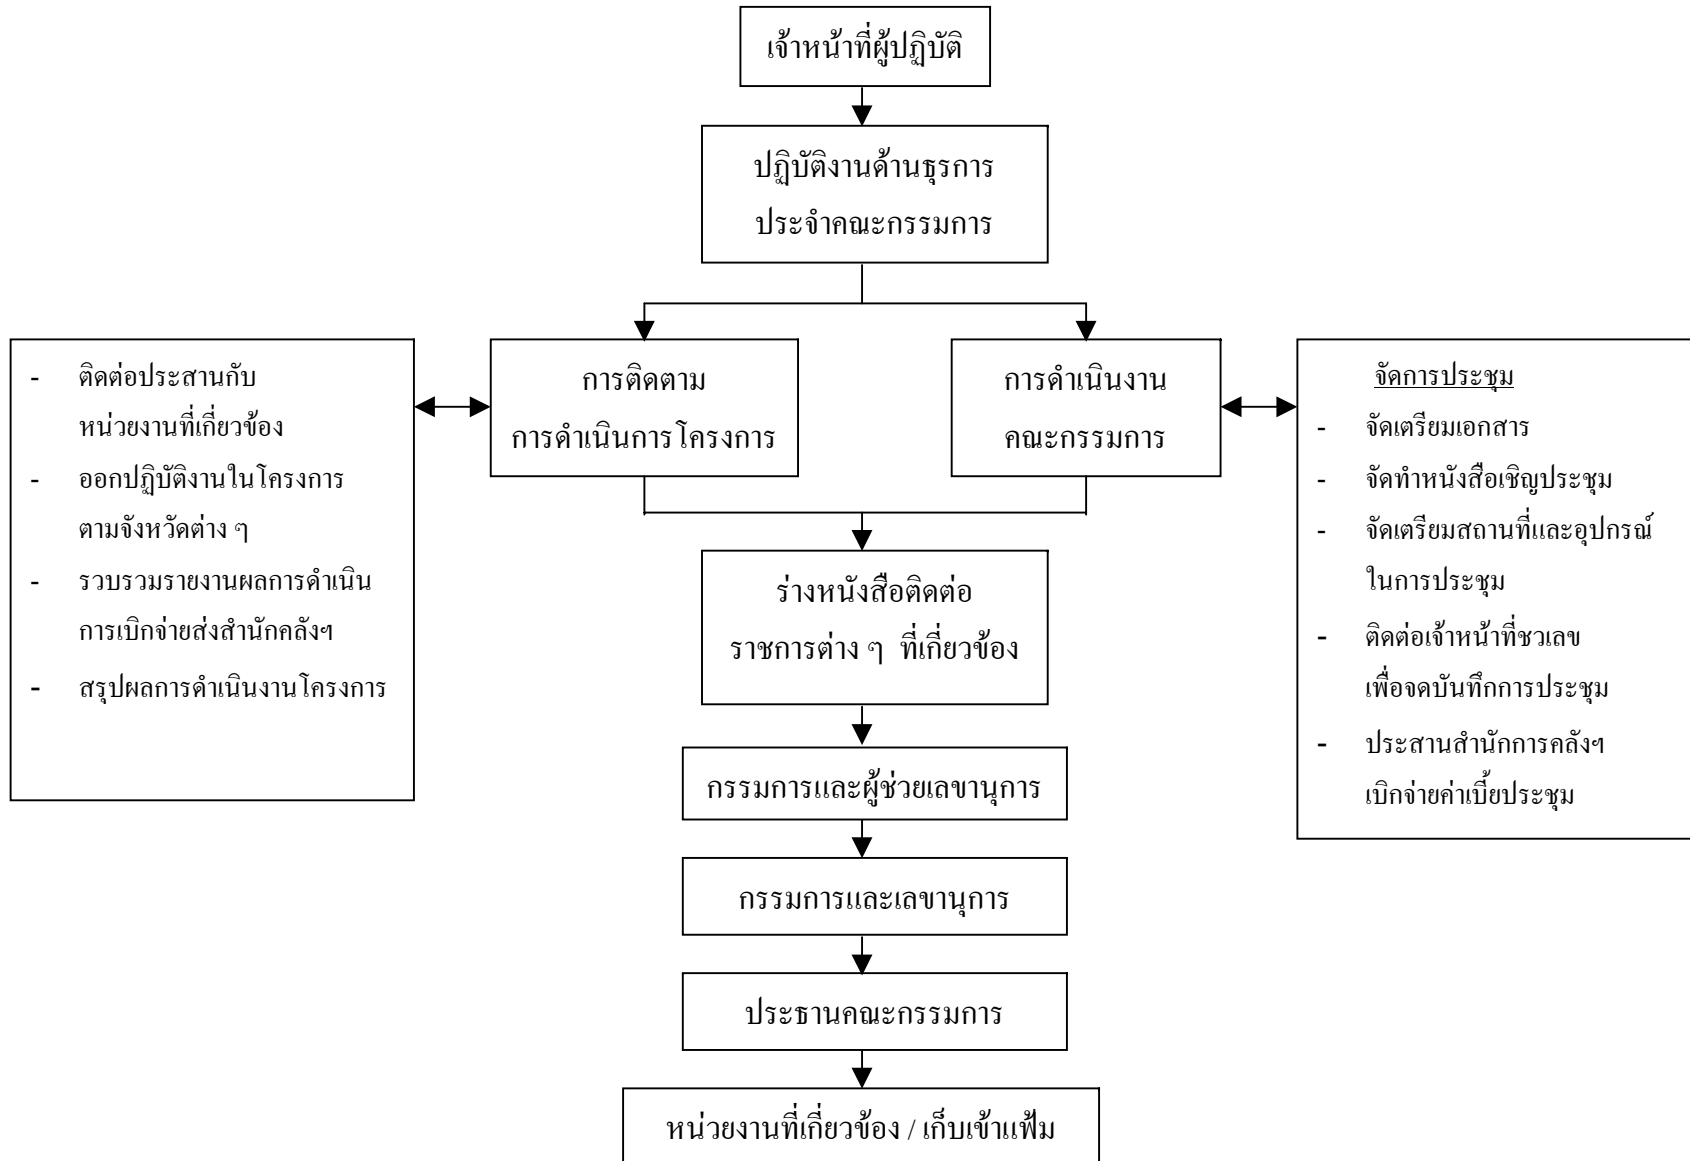 เจ้าหน้าที่ผู้ปฏิบัติ
ปฏิบัติงานด้านธุรการ
ประจำคณะกรรมการ
การติดตาม
การดำเนินการโครงการ
การดำเนินงาน
คณะกรรมการ
- ติดต่อประสานกับ
หน่วยงานที่เกี่ยวข้อง
- ออกปฏิบัติงานในโครงการ
ตามจังหวัดต่าง ๆ
- รวบรวมรายงานผลการดำเนิน
การเบิกจ่ายส่งสำนักคลังฯ
- สรุปผลการดำเนินงานโครงการ
จัดการประชุม
- จัดเตรียมเอกสาร
- จัดทำหนังสือเชิญประชุม
- จัดเตรียมสถานที่และอุปกรณ์
ในการประชุม
- ติดต่อเจ้าหน้าที่ชวเลข
เพื่อจดบันทึกการประชุม
- ประสานสำนักการคลังฯ
เบิกจ่ายค่าเบี้ยประชุม
ร่างหนังสือติดต่อ
ราชการต่าง ๆ ที่เกี่ยวข้อง
กรรมการและผู้ช่วยเลขานุการ
กรรมการและเลขานุการ
ประธานคณะกรรมการ
หน่วยงานที่เกี่ยวข้อง / เก็บเข้าแฟ้ม